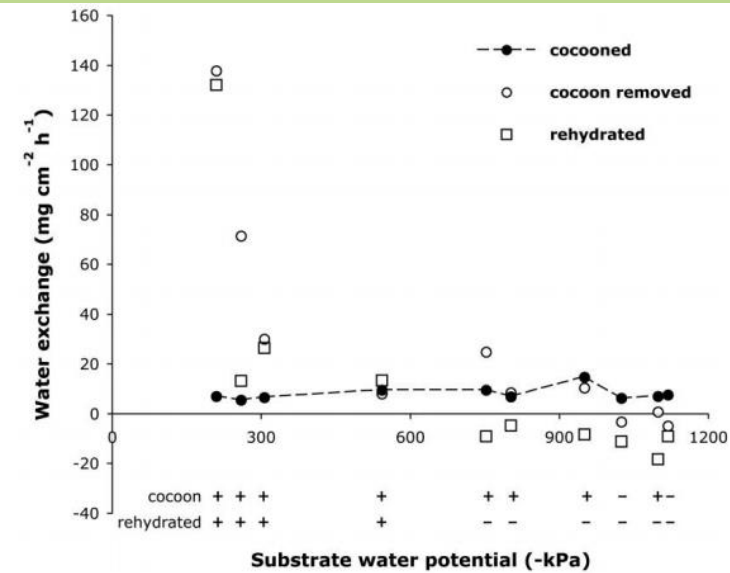 160
140
120
100
80
60
40
20
0
-20
-40
Water exchange (mg cm⁻² h⁻¹)
cocooned
cocoon removed
rehydrated
0 300 600 900 1200
cocoon + + + + + + + − + −
rehydrated + + + + − − − − − −
Substrate water potential (-kPa)